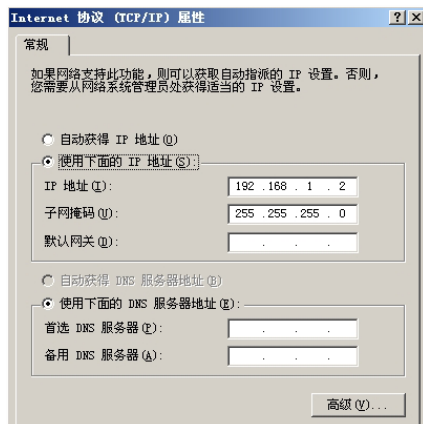 Internet 协议 (TCP/IP) 属性
常规
如果网络支持此功能，则可以获取自动指派的 IP 设置。否则，
您需要从网络系统管理员处获得适当的 IP 设置。
自动获得 IP 地址(O)
使用下面的 IP 地址(S):
IP 地址(I): 192 .168 . 1 . 2
子网掩码(U): 255 .255 .255 . 0
默认网关(D): . . .
自动获得 DNS 服务器地址(B)
使用下面的 DNS 服务器地址(E):
首选 DNS 服务器(P): . . .
备用 DNS 服务器(A): . . .
高级(V)...